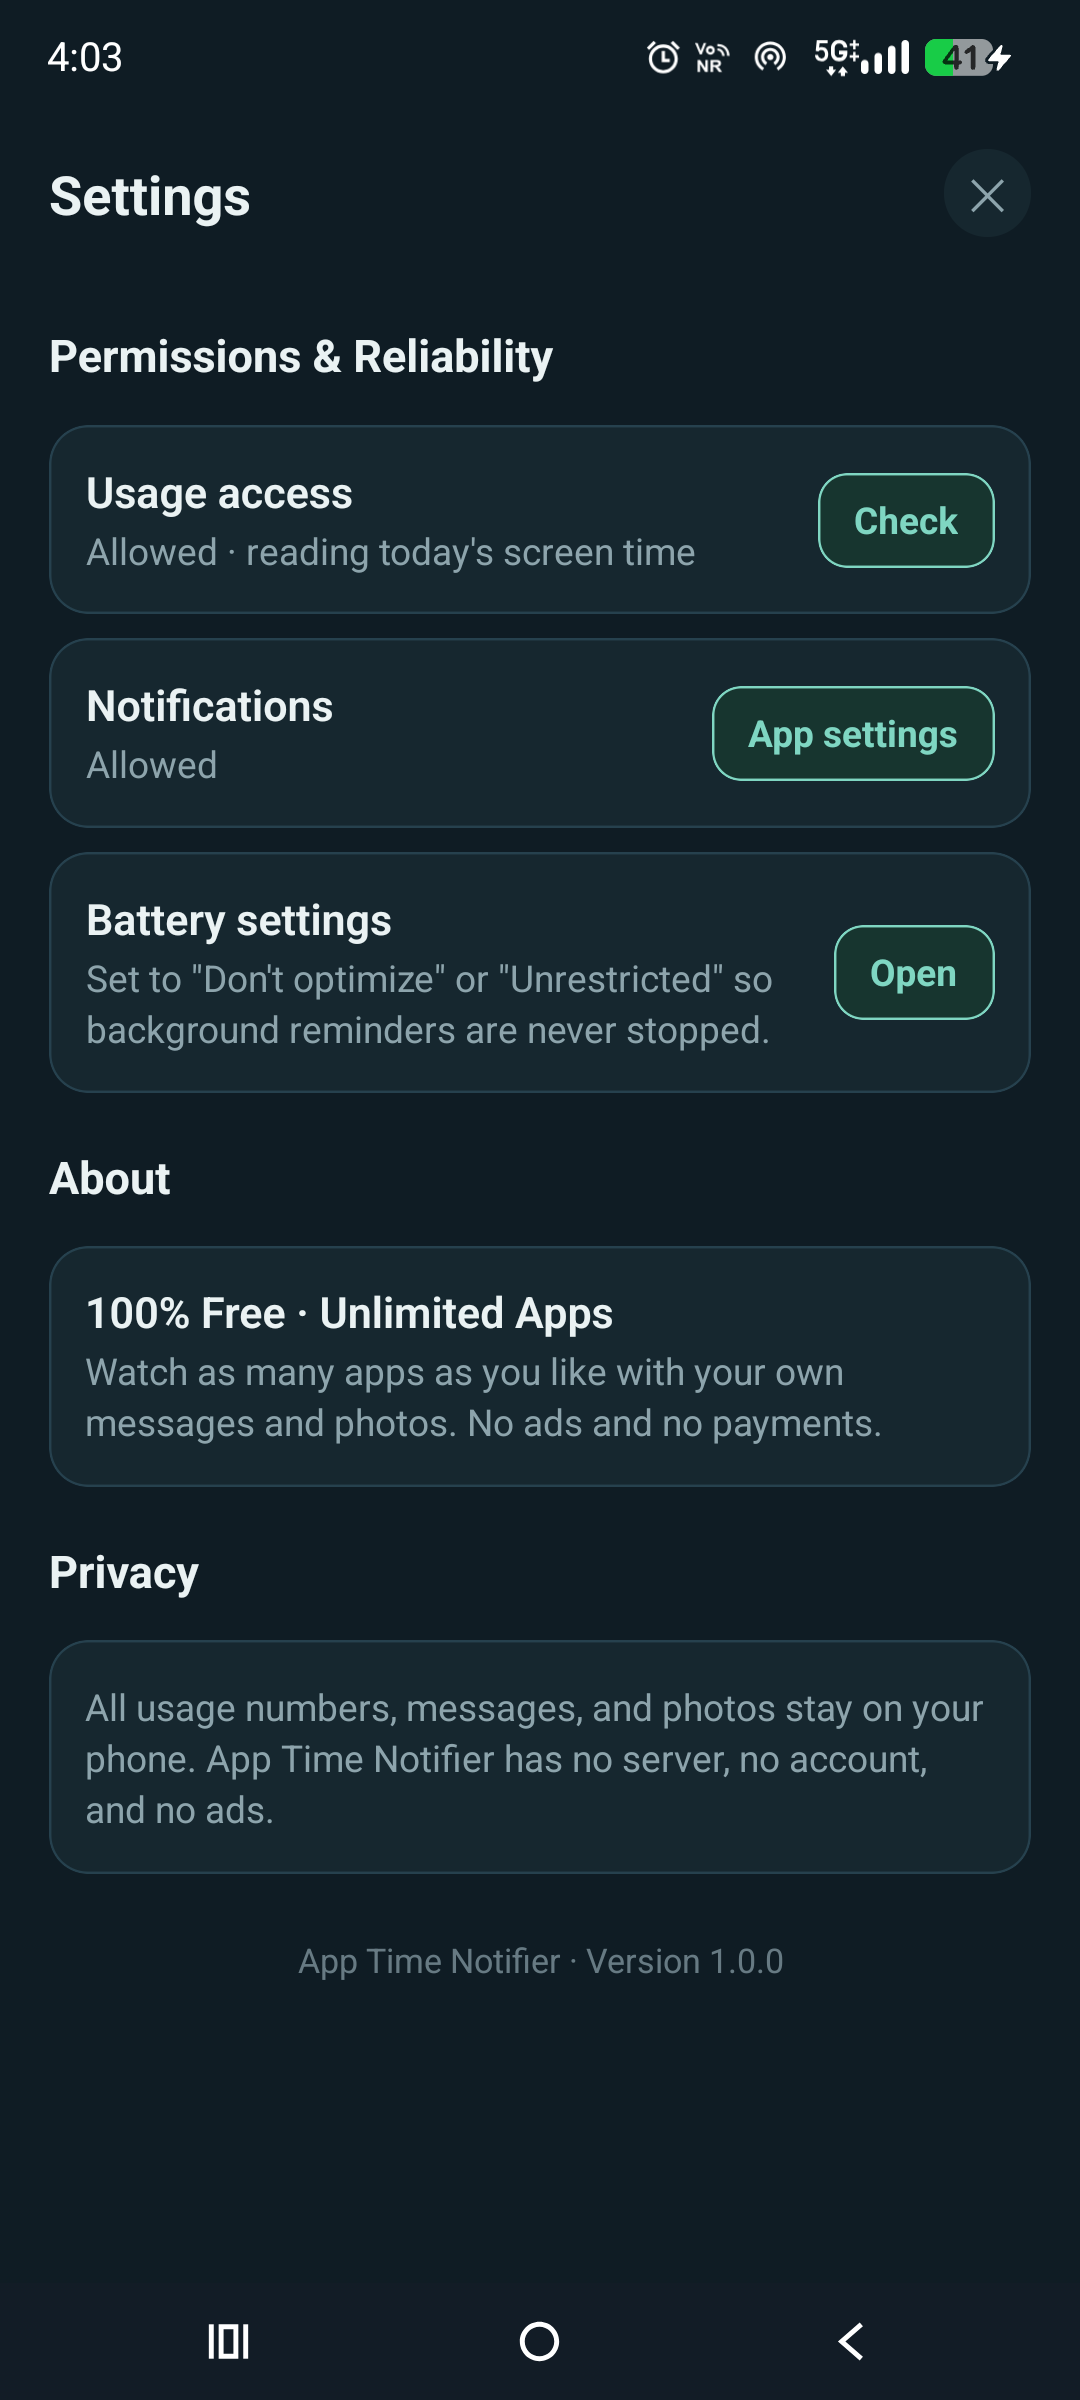 4:03
Vo
NR
5G
41
Settings
Permissions & Reliability
Usage access
Allowed · reading today's screen time
Check
Notifications
Allowed
App settings
Battery settings
Set to "Don't optimize" or "Unrestricted" so
background reminders are never stopped.
Open
About
100% Free · Unlimited Apps
Watch as many apps as you like with your own
messages and photos. No ads and no payments.
Privacy
All usage numbers, messages, and photos stay on your
phone. App Time Notifier has no server, no account,
and no ads.
App Time Notifier · Version 1.0.0